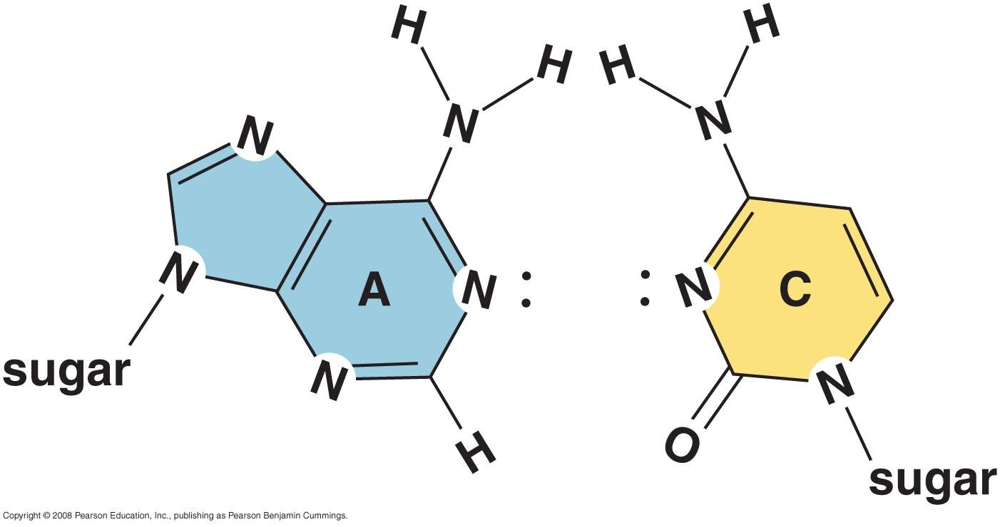 H H H H
N N
N
A N : : N C
N
sugar N N
O H sugar
Copyright © 2008 Pearson Education, Inc., publishing as Pearson Benjamin Cummings.